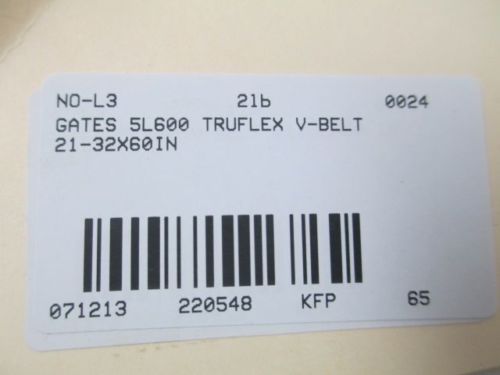 NO-L3 21b 0024
GATES 5L600 TRUFLEX V-BELT
21-32X60IN
071213 220548 KFP 65